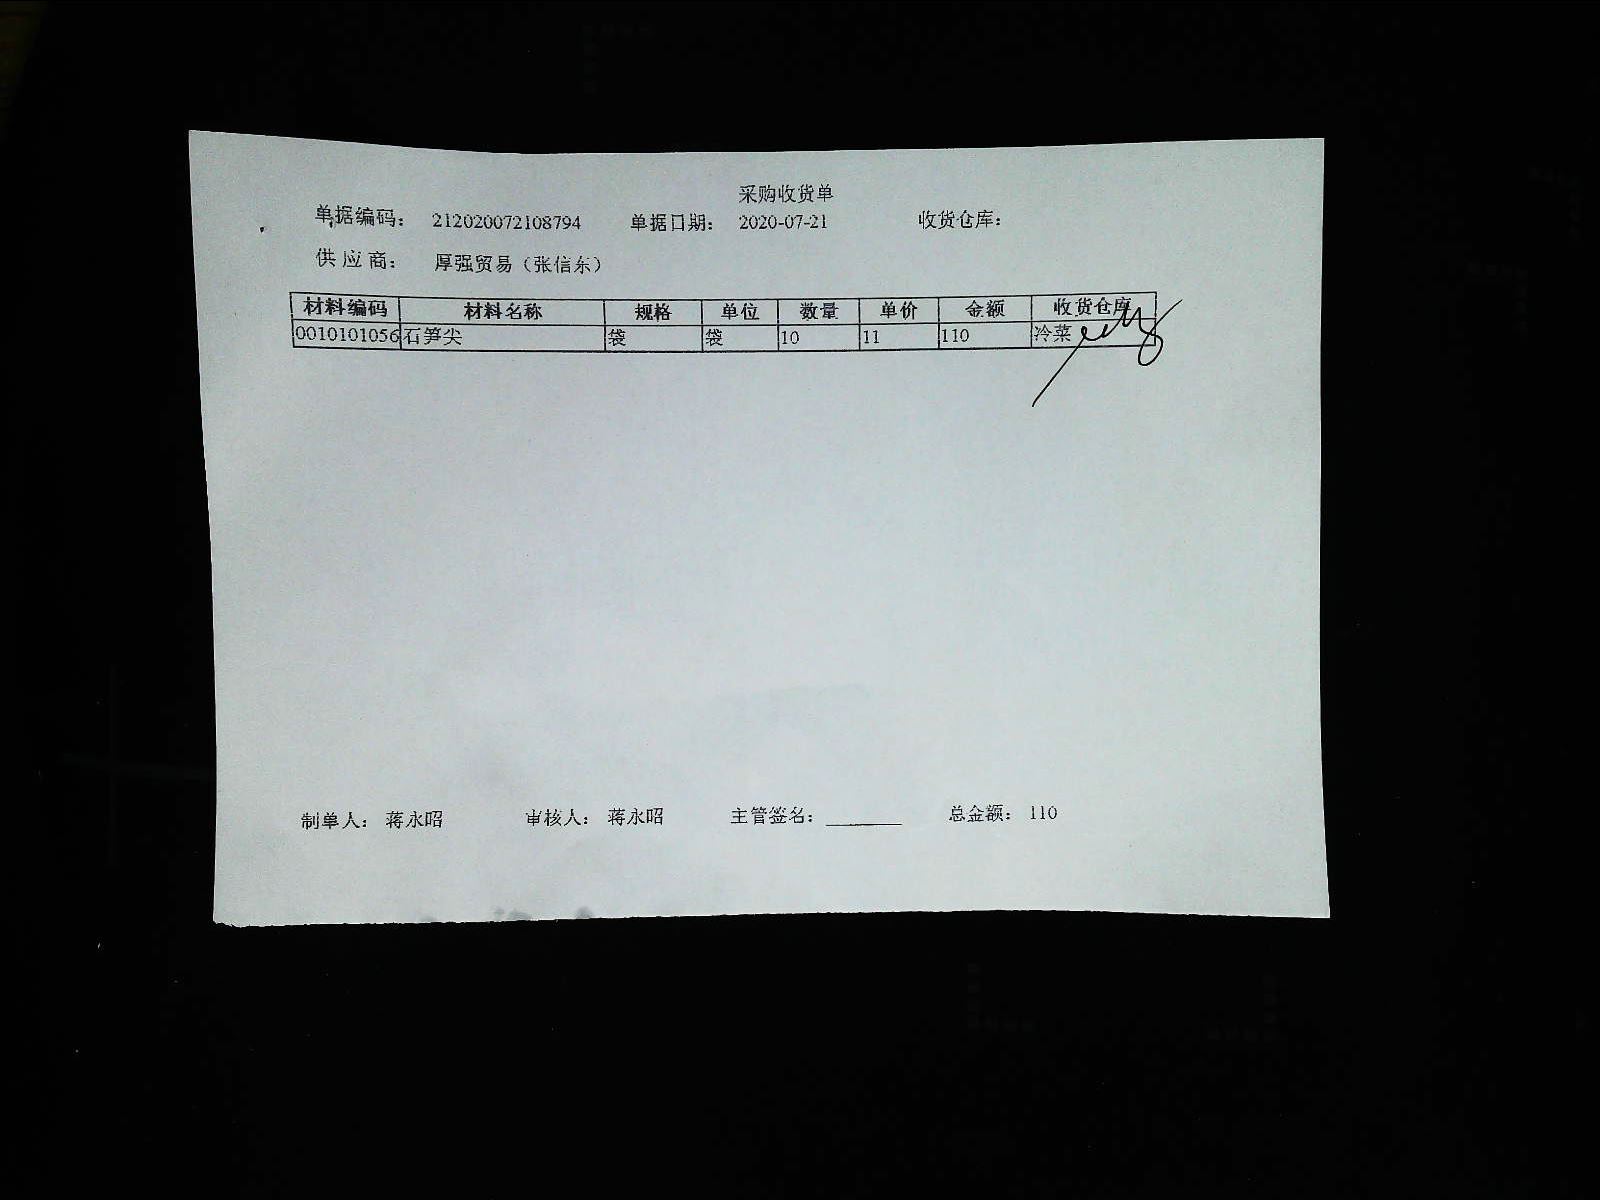 采购收货单
单据编码： 212020072108794 单据日期： 2020-07-21 收货仓库：
供应商： 厚强贸易（张信东）
材料编码 材料名称 规格 单位 数量 单价 金额 收货仓库
0010101056 石笋尖 袋 袋 10 11 110 冷菜
制单人： 蒋永昭 审核人： 蒋永昭 主管签名： 总金额： 110